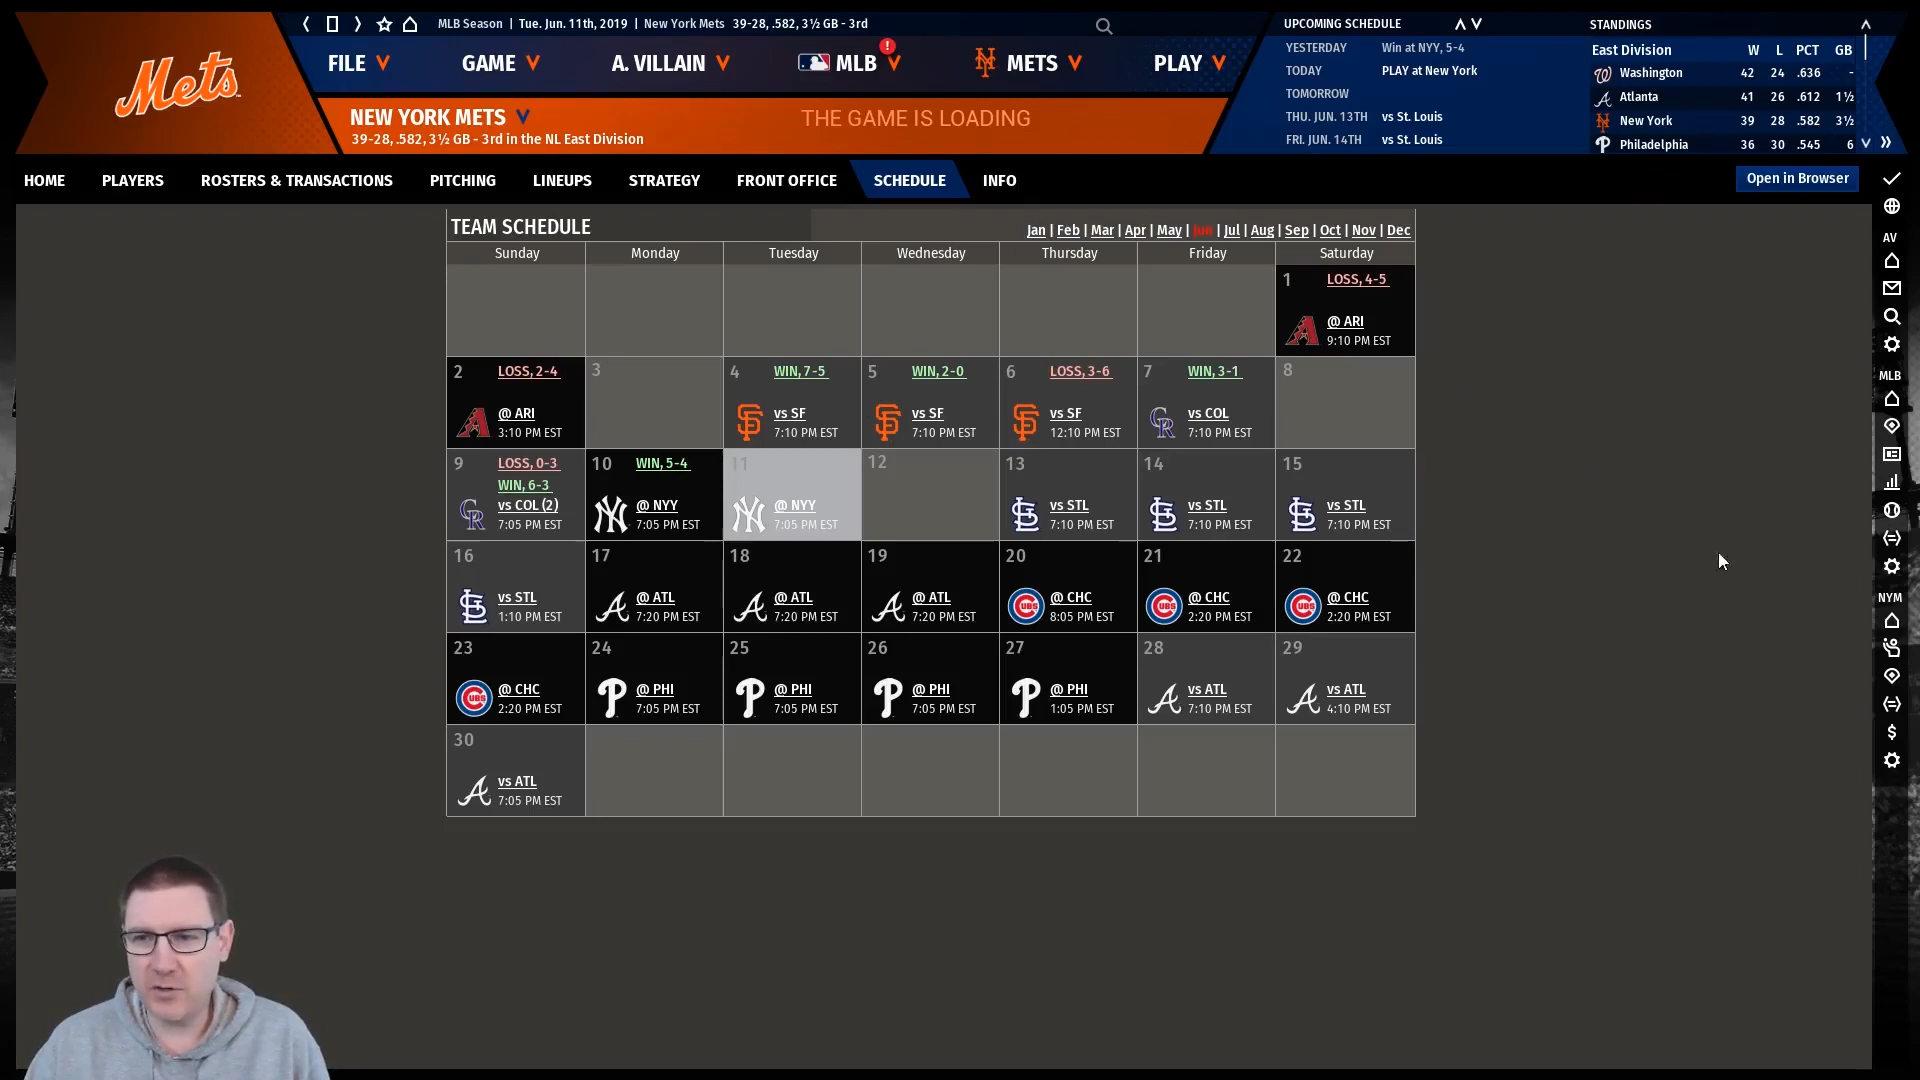 MLB Season | Tue. Jun. 11th, 2019 | New York Mets 39-28, .582, 3½ GB - 3rd
Mets
FILE GAME A. VILLAIN MLB ! METS PLAY
NEW YORK METS
39-28, .582, 3½ GB - 3rd in the NL East Division
THE GAME IS LOADING
UPCOMING SCHEDULE
YESTERDAY Win at NYY, 5-4
TODAY PLAY at New York
TOMORROW
THU. JUN. 13TH vs St. Louis
FRI. JUN. 14TH vs St. Louis
STANDINGS
East Division W L PCT GB
Washington 42 24 .636 -
Atlanta 41 26 .612 1½
New York 39 28 .582 3½
Philadelphia 36 30 .545 6
HOME PLAYERS ROSTERS & TRANSACTIONS PITCHING LINEUPS STRATEGY FRONT OFFICE SCHEDULE INFO
Open in Browser
TEAM SCHEDULE
Jan | Feb | Mar | Apr | May | Jun | Jul | Aug | Sep | Oct | Nov | Dec
Sunday Monday Tuesday Wednesday Thursday Friday Saturday
1 LOSS, 4-5
@ ARI
9:10 PM EST
2 LOSS, 2-4
@ ARI
3:10 PM EST
3
4 WIN, 7-5
vs SF
7:10 PM EST
5 WIN, 2-0
vs SF
7:10 PM EST
6 LOSS, 3-6
vs SF
12:10 PM EST
7 WIN, 3-1
vs COL
7:10 PM EST
8
9 LOSS, 0-3
WIN, 6-3
vs COL (2)
7:05 PM EST
10 WIN, 5-4
@ NYY
7:05 PM EST
11
@ NYY
7:05 PM EST
12
13
vs STL
7:10 PM EST
14
vs STL
7:10 PM EST
15
vs STL
7:10 PM EST
16
vs STL
1:10 PM EST
17
@ ATL
7:20 PM EST
18
@ ATL
7:20 PM EST
19
@ ATL
7:20 PM EST
20
CUBS
@ CHC
8:05 PM EST
21
CUBS
@ CHC
2:20 PM EST
22
CUBS
@ CHC
2:20 PM EST
23
CUBS
@ CHC
2:20 PM EST
24
@ PHI
7:05 PM EST
25
@ PHI
7:05 PM EST
26
@ PHI
7:05 PM EST
27
@ PHI
1:05 PM EST
28
vs ATL
7:10 PM EST
29
vs ATL
4:10 PM EST
30
vs ATL
7:05 PM EST
AV
MLB
NYM
$